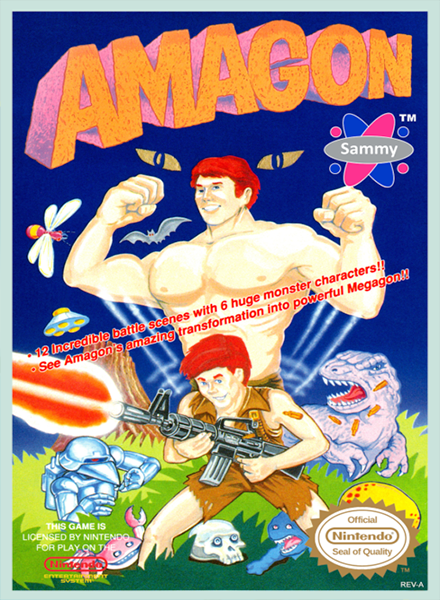 AMAGON
TM
Sammy
• 12 Incredible battle scenes with 6 huge monster characters!!
• See Amagon's amazing transformation into powerful Megagon!!
THIS GAME IS
LICENSED BY NINTENDO
FOR PLAY ON THE
Nintendo
ENTERTAINMENT
SYSTEM
Official
Nintendo
Seal of Quality
TM
REV-A